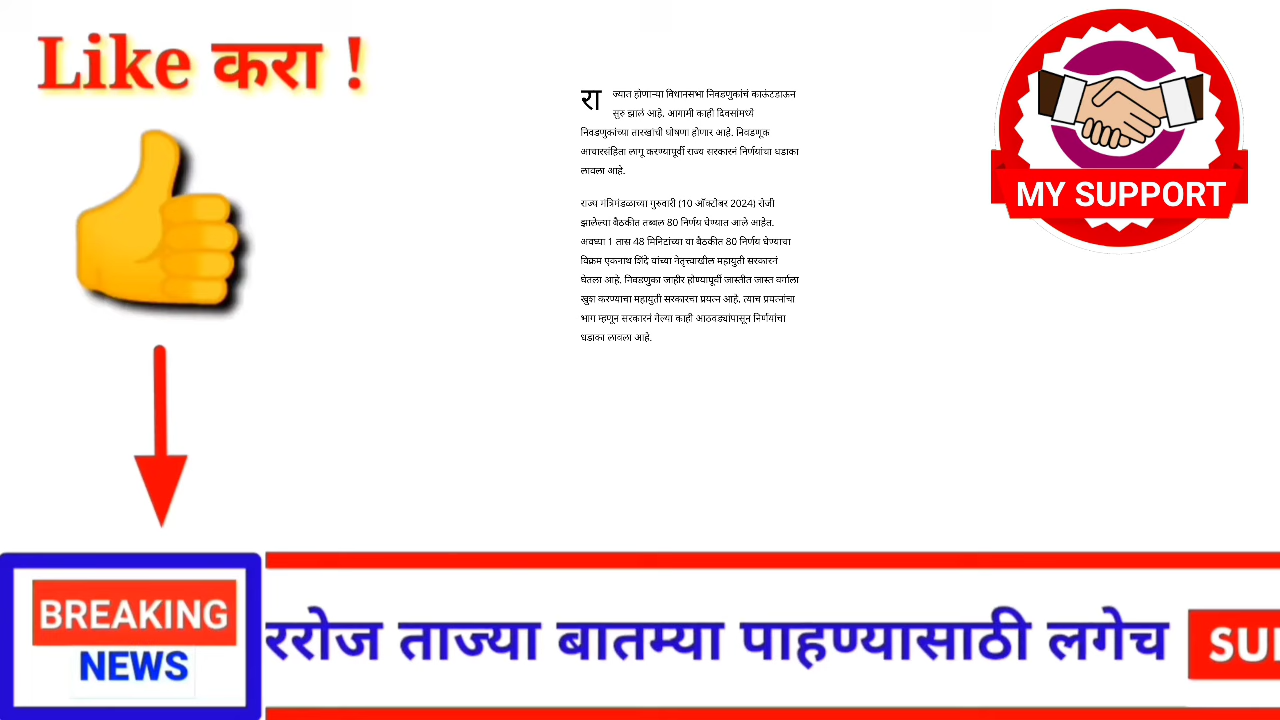 Like करा !
राज्यात होणाऱ्या विधानसभा निवडणुकांचं काऊंटडाऊन
सुरु झालं आहे. आगामी काही दिवसांमध्ये
निवडणुकांच्या तारखांची घोषणा होणार आहे. निवडणूक
आचारसंहिता लागू करण्यापूर्वी राज्य सरकारनं निर्णयांचा धडाका
लावला आहे.
राज्य मंत्रिमंडळाच्या गुरुवारी (10 ऑक्टोबर 2024) रोजी
झालेल्या बैठकीत तब्बल 80 निर्णय घेण्यात आले आहेत.
अवघ्या 1 तास 48 मिनिटांच्या या बैठकीत 80 निर्णय घेण्याचा
विक्रम एकनाथ शिंदे यांच्या नेतृत्त्वाखील महायुती सरकारनं
घेतला आहे. निवडणुका जाहीर होण्यापूर्वी जास्तीत जास्त वर्गाला
खुश करण्याचा महायुती सरकारचा प्रयत्न आहे. त्याच प्रयत्नांचा
भाग म्हणून सरकारनं गेल्या काही आठवड्यांपासून निर्णयांचा
धडाका लावला आहे.
MY SUPPORT
BREAKING
NEWS
ररोज ताज्या बातम्या पाहण्यासाठी लगेच